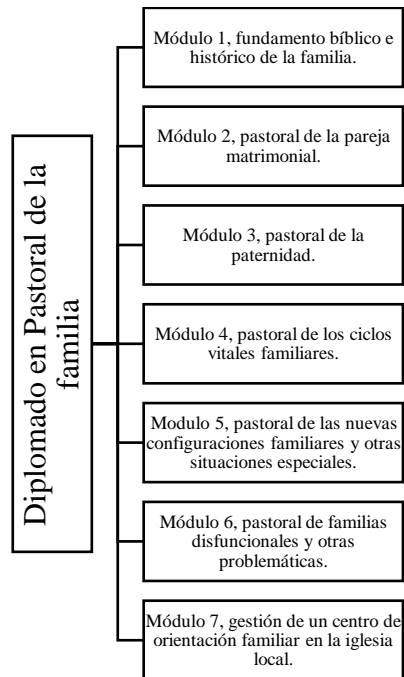 Diplomado en Pastoral de la
familia
Módulo 1, fundamento bíblico e
histórico de la familia.
Módulo 2, pastoral de la pareja
matrimonial.
Módulo 3, pastoral de la
paternidad.
Módulo 4, pastoral de los ciclos
vitales familiares.
Modulo 5, pastoral de las nuevas
configuraciones familiares y otras
situaciones especiales.
Módulo 6, pastoral de familias
disfuncionales y otras
problemáticas.
Módulo 7, gestión de un centro de
orientación familiar en la iglesia
local.